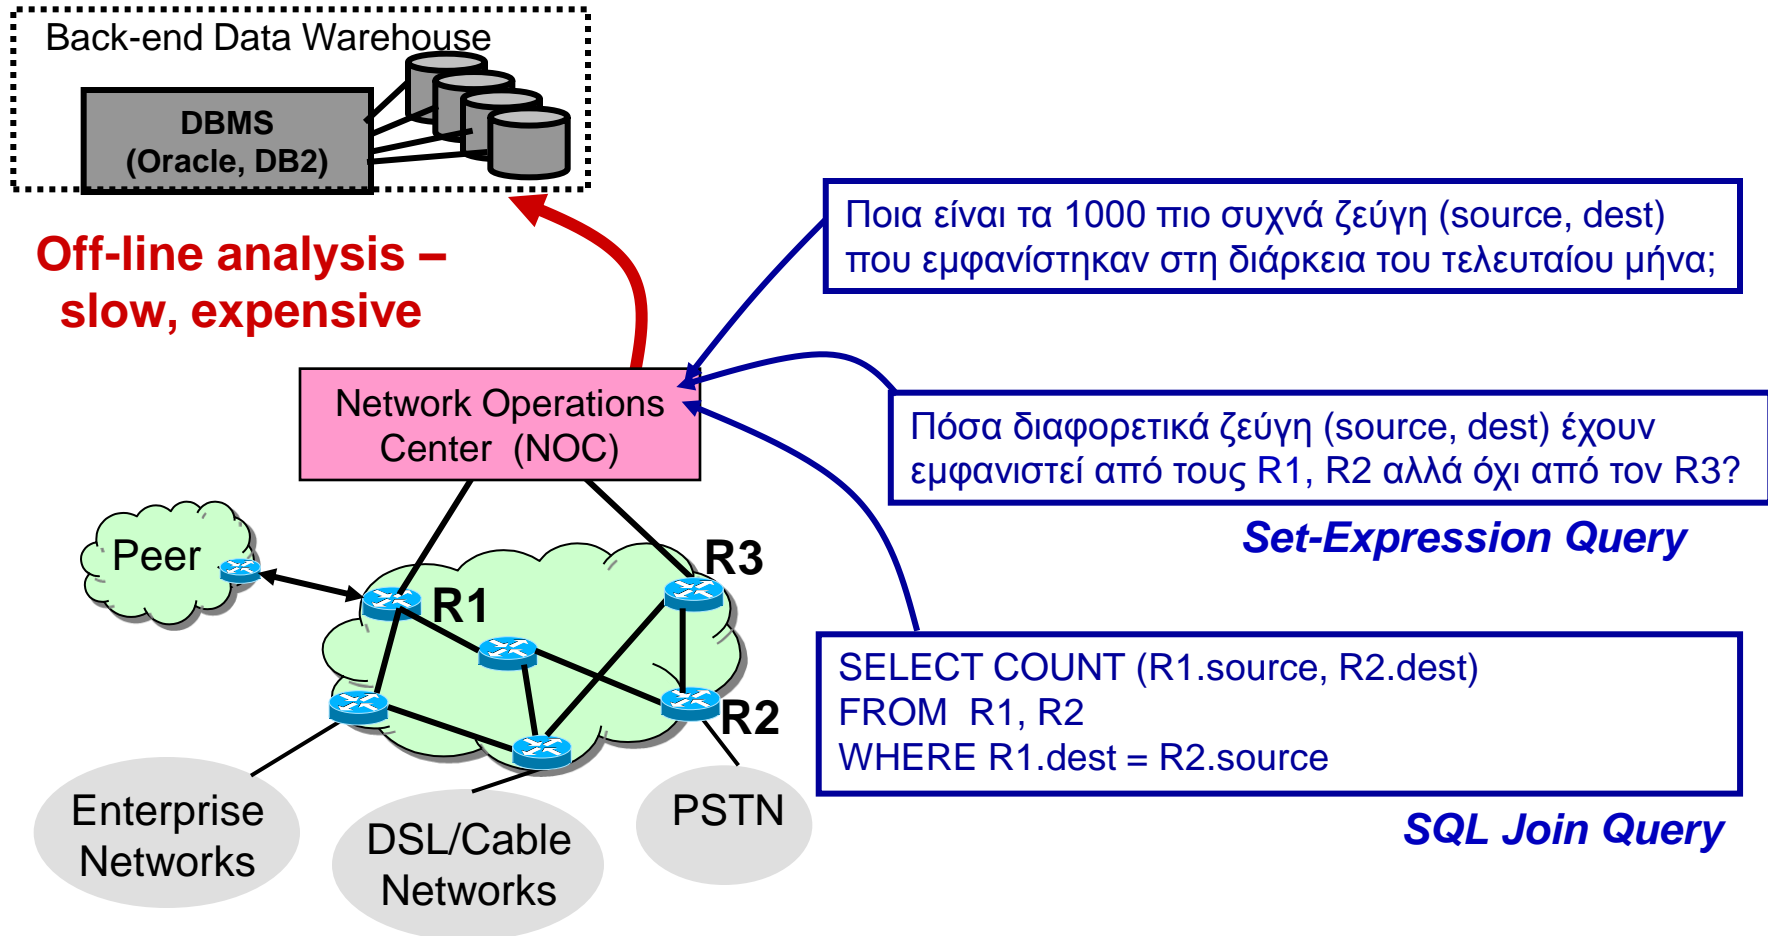 Back-end Data Warehouse
DBMS
(Oracle, DB2)
Off-line analysis –
slow, expensive
Ποια είναι τα 1000 πιο συχνά ζεύγη (source, dest)
που εμφανίστηκαν στη διάρκεια του τελευταίου μήνα;
Network Operations
Center (NOC)
Πόσα διαφορετικά ζεύγη (source, dest) έχουν
εμφανιστεί από τους R1, R2 αλλά όχι από τον R3?
Set-Expression Query
Peer
R1
R3
R2
SELECT COUNT (R1.source, R2.dest)
FROM R1, R2
WHERE R1.dest = R2.source
SQL Join Query
Enterprise
Networks
DSL/Cable
Networks
PSTN